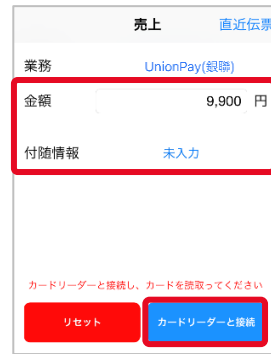 売上 直近伝票
業務 UnionPay(銀聯)
金額 9,900 円
付随情報 未入力
カードリーダーと接続し、カードを読取ってください
リセット カードリーダーと接続